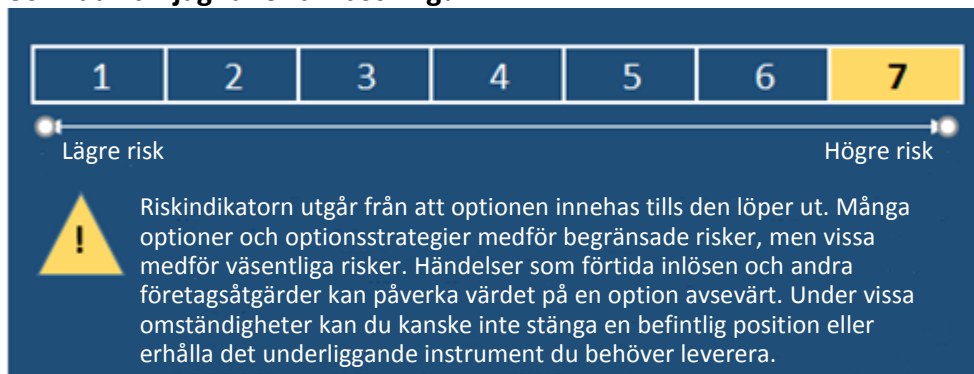 1 2 3 4 5 6 7
Lägre risk Högre risk
Riskindikatorn utgår från att optionen innehas tills den löper ut. Många
! optioner och optionsstrategier medför begränsade risker, men vissa
medför väsentliga risker. Händelser som förtida inlösen och andra
företagsåtgärder kan påverka värdet på en option avsevärt. Under vissa
omständigheter kan du kanske inte stänga en befintlig position eller
erhålla det underliggande instrument du behöver leverera.